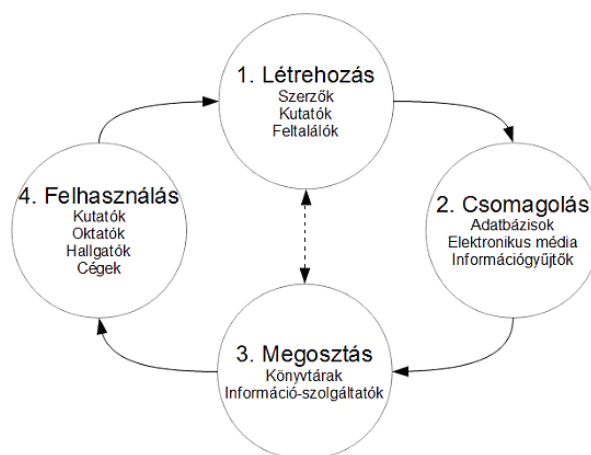 1. Létrehozás
Szerzők
Kutatók
Feltalálók
2. Csomagolás
Adatbázisok
Elektronikus média
Információgyűjtők
3. Megosztás
Könyvtárak
Információ-szolgáltatók
4. Felhasználás
Kutatók
Oktatók
Hallgatók
Cégek